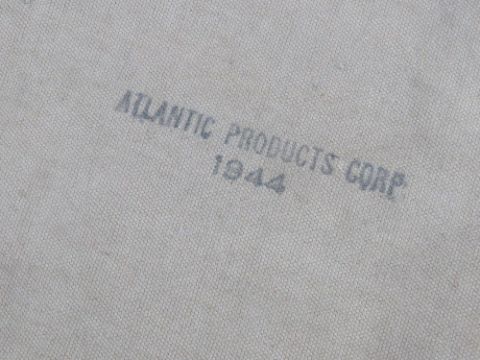 ATLANTIC PRODUCTS CORP
1944